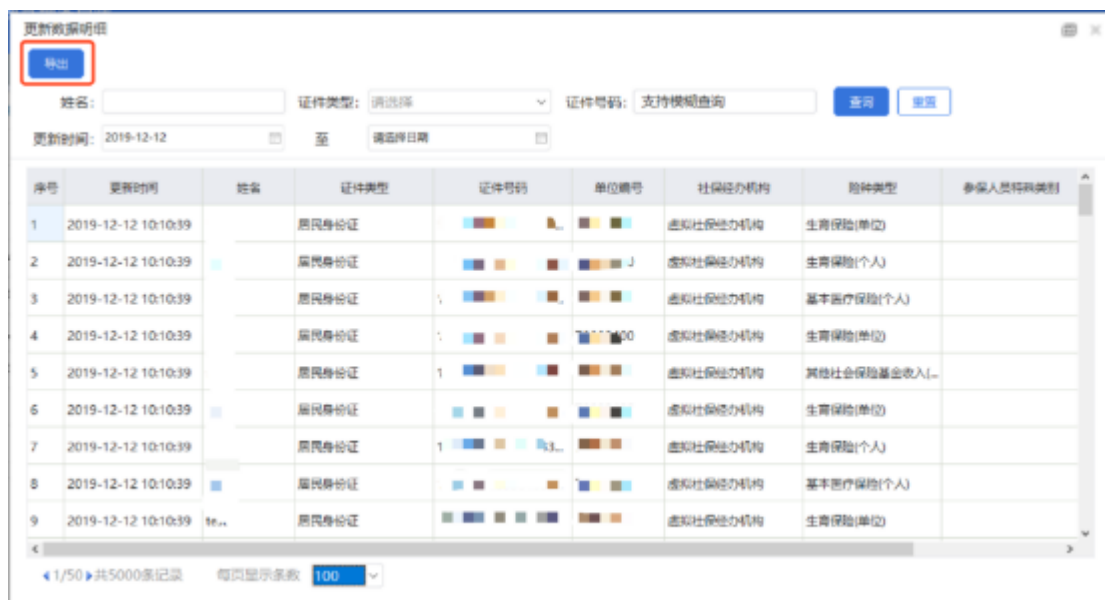 更新数据明细
导出
姓名: 证件类型: 请选择 证件号码: 支持模糊查询 查询 重置
更新时间: 2019-12-12 至 请选择日期
序号 更新时间 姓名 证件类型 证件号码 单位编号 社保经办机构 险种类型 参保人员特殊类别
1 2019-12-12 10:10:39 居民身份证 虚拟社保经办机构 生育保险(单位)
2 2019-12-12 10:10:39 居民身份证 虚拟社保经办机构 生育保险(个人)
3 2019-12-12 10:10:39 居民身份证 虚拟社保经办机构 基本医疗保险(个人)
4 2019-12-12 10:10:39 居民身份证 虚拟社保经办机构 生育保险(单位)
5 2019-12-12 10:10:39 居民身份证 虚拟社保经办机构 其他社会保险基金收入(...
6 2019-12-12 10:10:39 居民身份证 虚拟社保经办机构 生育保险(单位)
7 2019-12-12 10:10:39 居民身份证 虚拟社保经办机构 生育保险(个人)
8 2019-12-12 10:10:39 居民身份证 虚拟社保经办机构 基本医疗保险(个人)
9 2019-12-12 10:10:39 te... 居民身份证 虚拟社保经办机构 生育保险(单位)
1/50 共5000条记录 每页显示条数 100